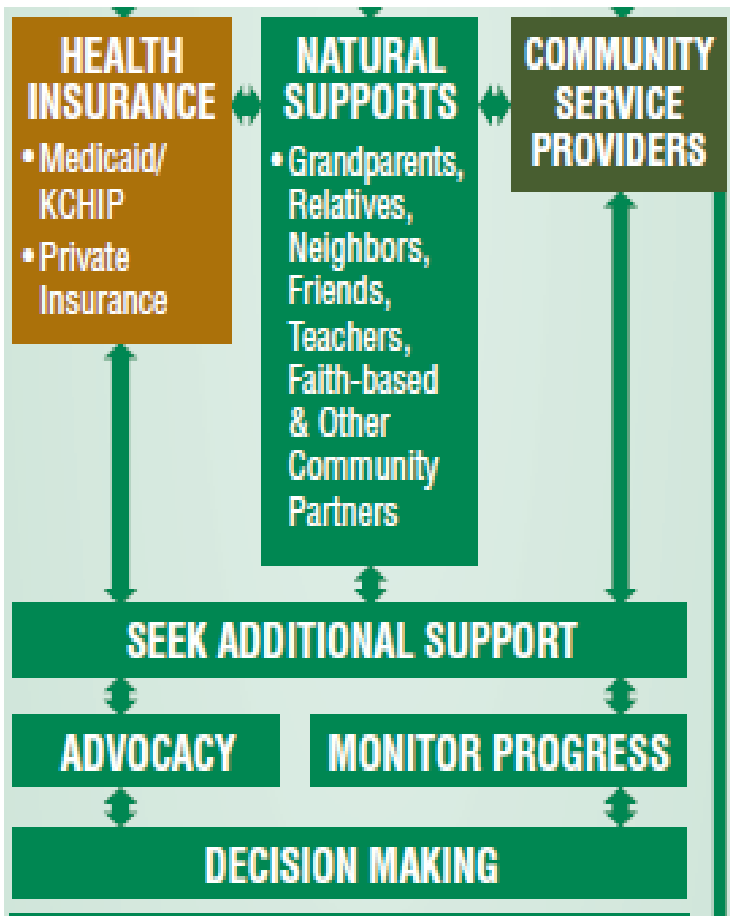 HEALTH
INSURANCE
• Medicaid/
KCHIP
• Private
Insurance
NATURAL
SUPPORTS
• Grandparents,
Relatives,
Neighbors,
Friends,
Teachers,
Faith-based
& Other
Community
Partners
COMMUNITY
SERVICE
PROVIDERS
SEEK ADDITIONAL SUPPORT
ADVOCACY
MONITOR PROGRESS
DECISION MAKING